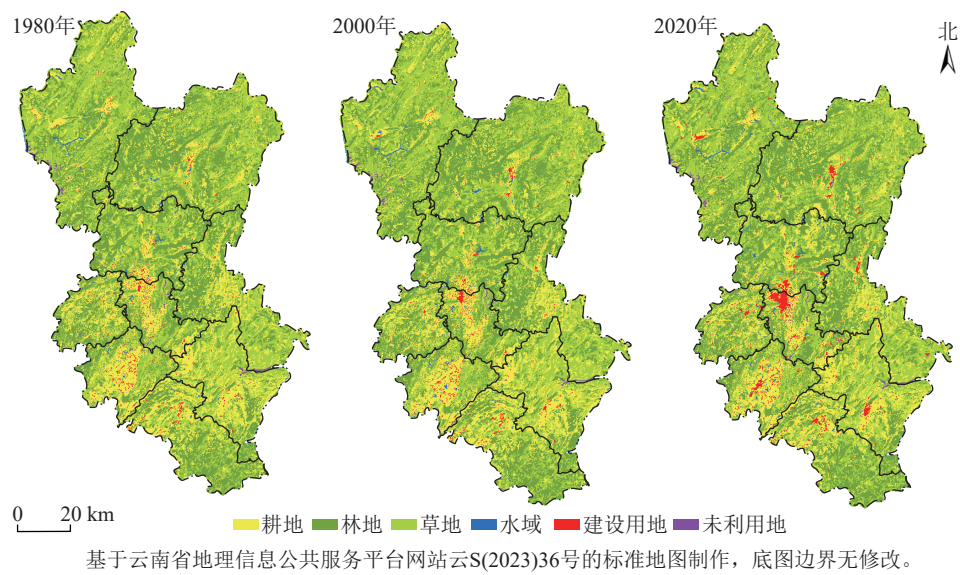 1980年
2000年
2020年
北
0 20 km
耕地 林地 草地 水域 建设用地 未利用地
基于云南省地理信息公共服务平台网站云S(2023)36号的标准地图制作，底图边界无修改。